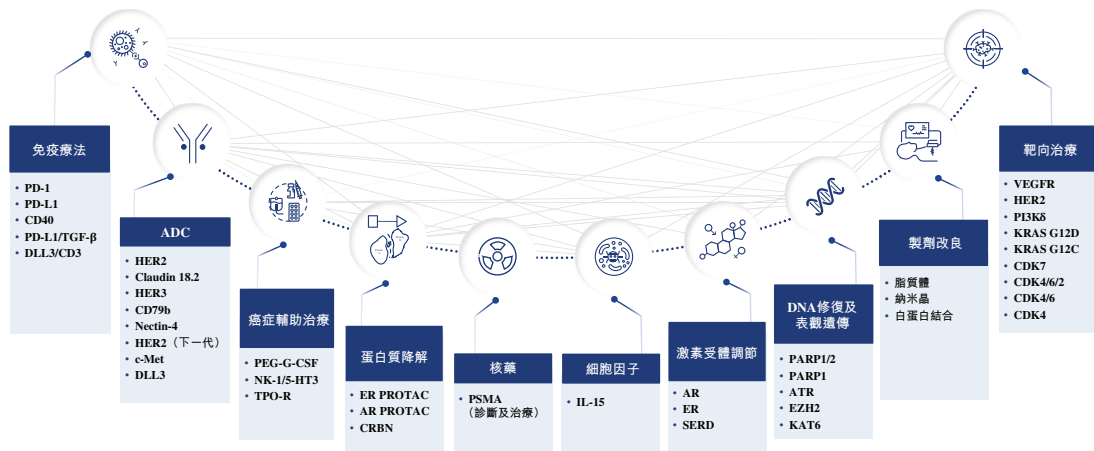 免疫療法
• PD-1
• PD-L1
• CD40
• PD-L1/TGF-β
• DLL3/CD3
ADC
• HER2
• Claudin 18.2
• HER3
• CD79b
• Nectin-4
• HER2（下一代）
• c-Met
• DLL3
癌症輔助治療
• PEG-G-CSF
• NK-1/5-HT3
• TPO-R
蛋白質降解
• ER PROTAC
• AR PROTAC
• CRBN
核藥
• PSMA
（診斷及治療）
細胞因子
• IL-15
激素受體調節
• AR
• ER
• SERD
DNA修復及
表觀遺傳
• PARP1/2
• PARP1
• ATR
• EZH2
• KAT6
製劑改良
• 脂質體
• 納米晶
• 白蛋白結合
靶向治療
• VEGFR
• HER2
• PI3Kδ
• KRAS G12D
• KRAS G12C
• CDK7
• CDK4/6/2
• CDK4/6
• CDK4